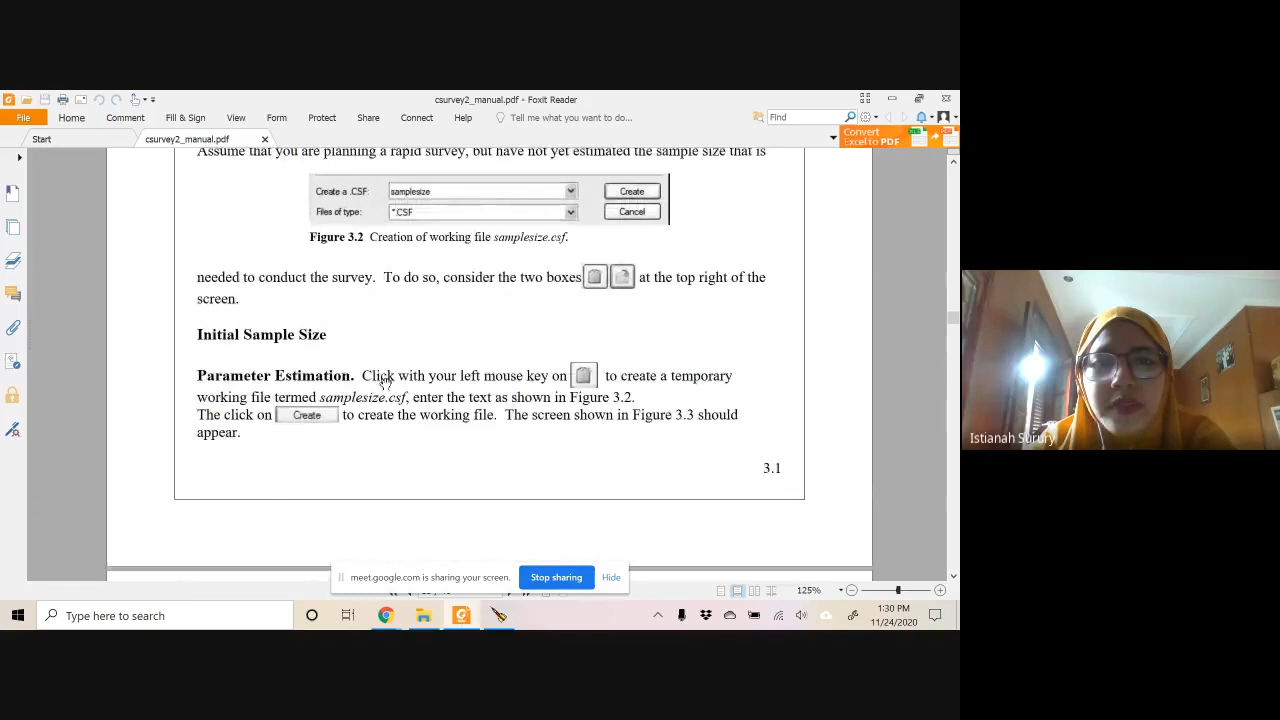 csurvey2_manual.pdf - Foxit Reader
File Home Comment Fill & Sign View Form Protect Share Connect Help Tell me what you want to do... Find
Start csurvey2_manual.pdf Convert
Excel to PDF
Assume that you are planning a rapid survey, but have not yet estimated the sample size that is
Create a .CSF: samplesize Create
Files of type: *.CSF Cancel
Figure 3.2 Creation of working file samplesize.csf.
needed to conduct the survey. To do so, consider the two boxes at the top right of the
screen.
Initial Sample Size
Parameter Estimation. Click with your left mouse key on to create a temporary
working file termed samplesize.csf, enter the text as shown in Figure 3.2.
The click on Create to create the working file. The screen shown in Figure 3.3 should
appear.
3.1
Istianah Surury
meet.google.com is sharing your screen. Stop sharing Hide
125%
Type here to search
1:30 PM
11/24/2020